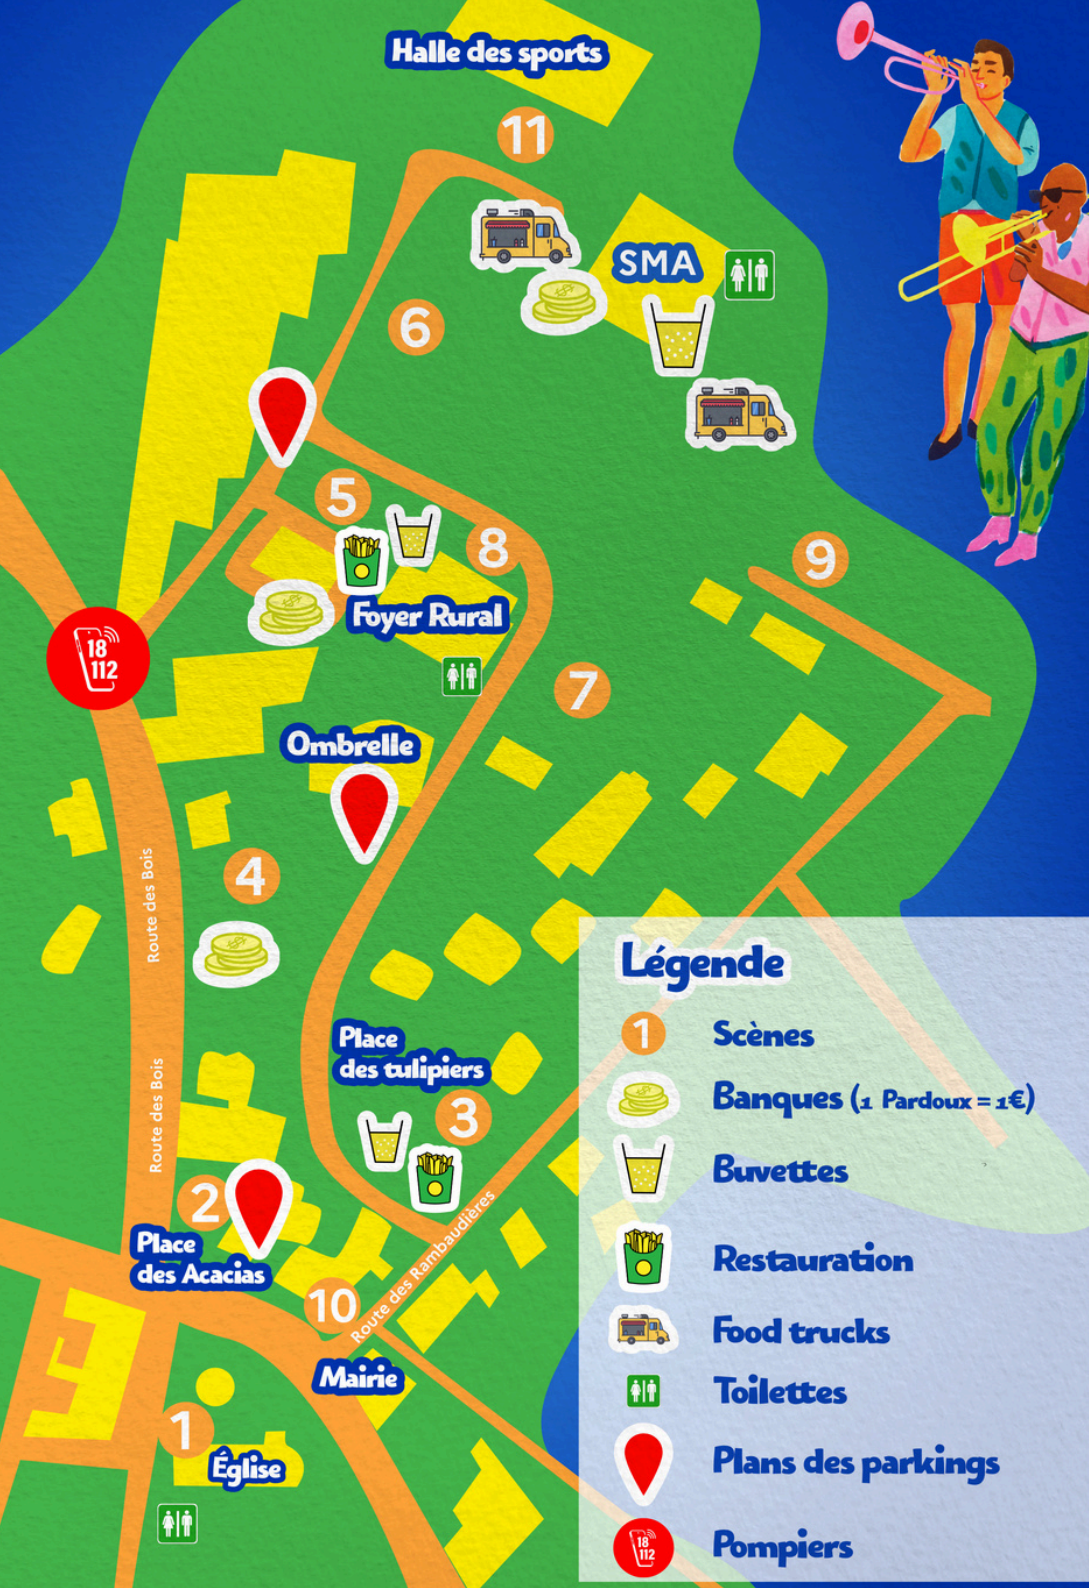 Halle des sports
11
SMA
6
5
8
9
Foyer Rural
18
112
7
Ombrelle
4
Route des Bois
Place
des tulipiers
3
Route des Bois
2
Place
des Acacias
10
Route des Rambaudières
Mairie
1
Église
Légende
1 Scènes
Banques (1 Pardoux = 1€)
Buvettes
Restauration
Food trucks
Toilettes
Plans des parkings
18
112
Pompiers